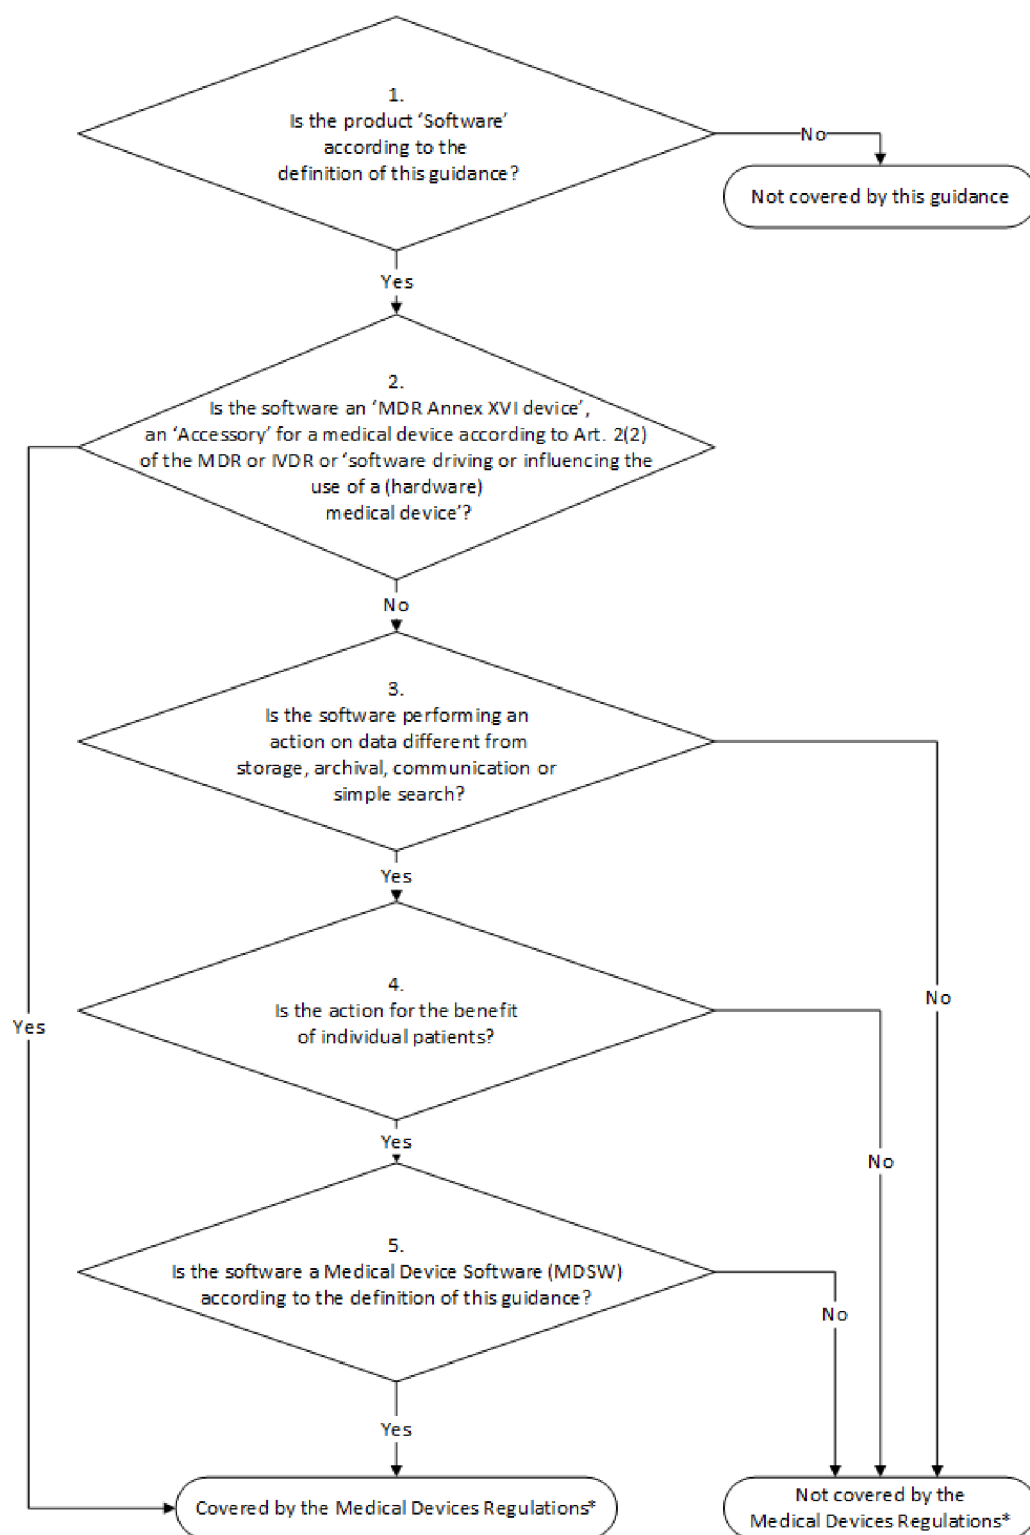 1.
Is the product ‘Software’
according to the
definition of this guidance?
No
Not covered by this guidance
Yes
2.
Is the software an ‘MDR Annex XVI device’,
an ‘Accessory’ for a medical device according to Art. 2(2)
of the MDR or IVDR or ‘software driving or influencing the
use of a (hardware)
medical device’?
No
3.
Is the software performing an
action on data different from
storage, archival, communication or
simple search?
Yes
4.
Is the action for the benefit
of individual patients?
No
Yes
Yes
No
5.
Is the software a Medical Device Software (MDSW)
according to the definition of this guidance?
No
Yes
Covered by the Medical Devices Regulations*
Not covered by the
Medical Devices Regulations*